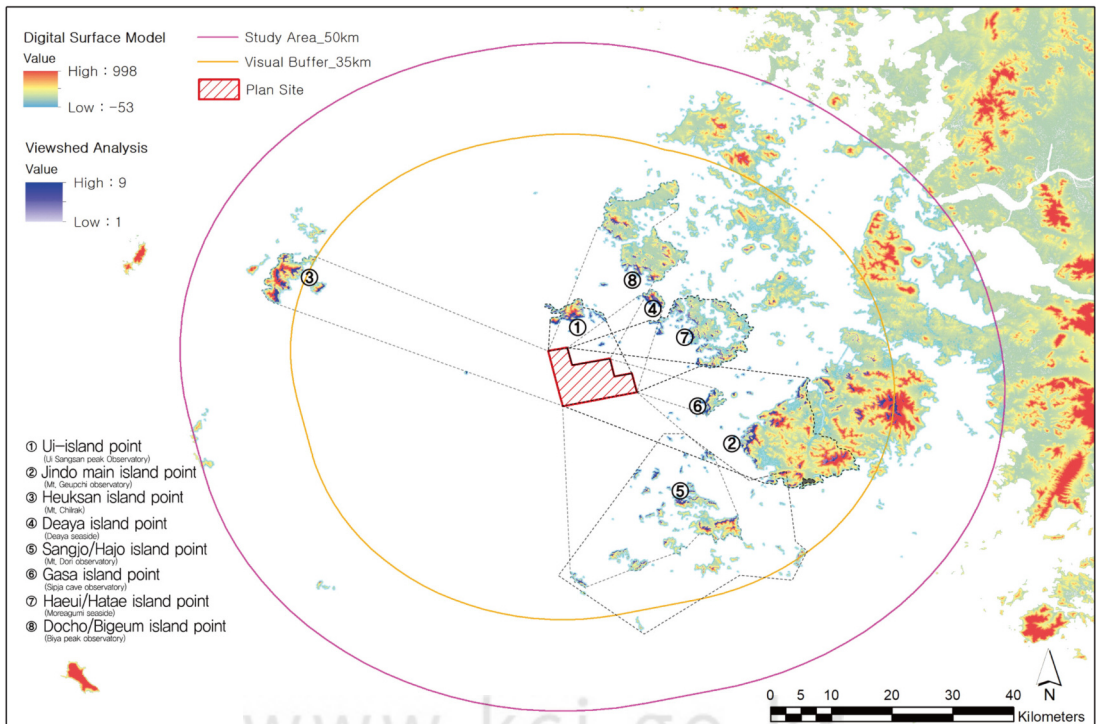 Digital Surface Model
Value
High : 998
Low : -53
Viewshed Analysis
Value
High : 9
Low : 1
Study Area_50km
Visual Buffer_35km
Plan Site
③
⑧
④
①
⑦
⑥
②
⑤
① Ui-island point
(Ui Sangsan peak Observatory)
② Jindo main island point
(Mt, Geupchi observatory)
③ Heuksan island point
(Mt, Chilrak)
④ Deaya island point
(Deaya seaside)
⑤ Sangjo/Hajo island point
(Mt, Dori observatory)
⑥ Gasa island point
(Sipja cave observatory)
⑦ Haeui/Hatae island point
(Moreagumi seaside)
⑧ Docho/Bigeum island point
(Biya peak observatory)
N
0 5 10 20 30 40
Kilometers